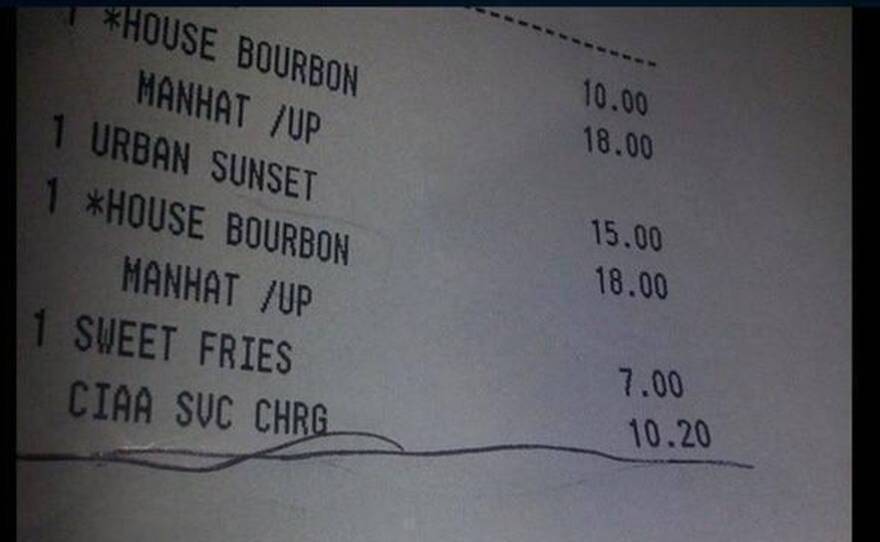 10.00
1 *HOUSE BOURBON 18.00
MANHAT /UP
1 URBAN SUNSET 15.00
1 *HOUSE BOURBON 18.00
MANHAT /UP
1 SWEET FRIES 7.00
CIAA SVC CHRG 10.20